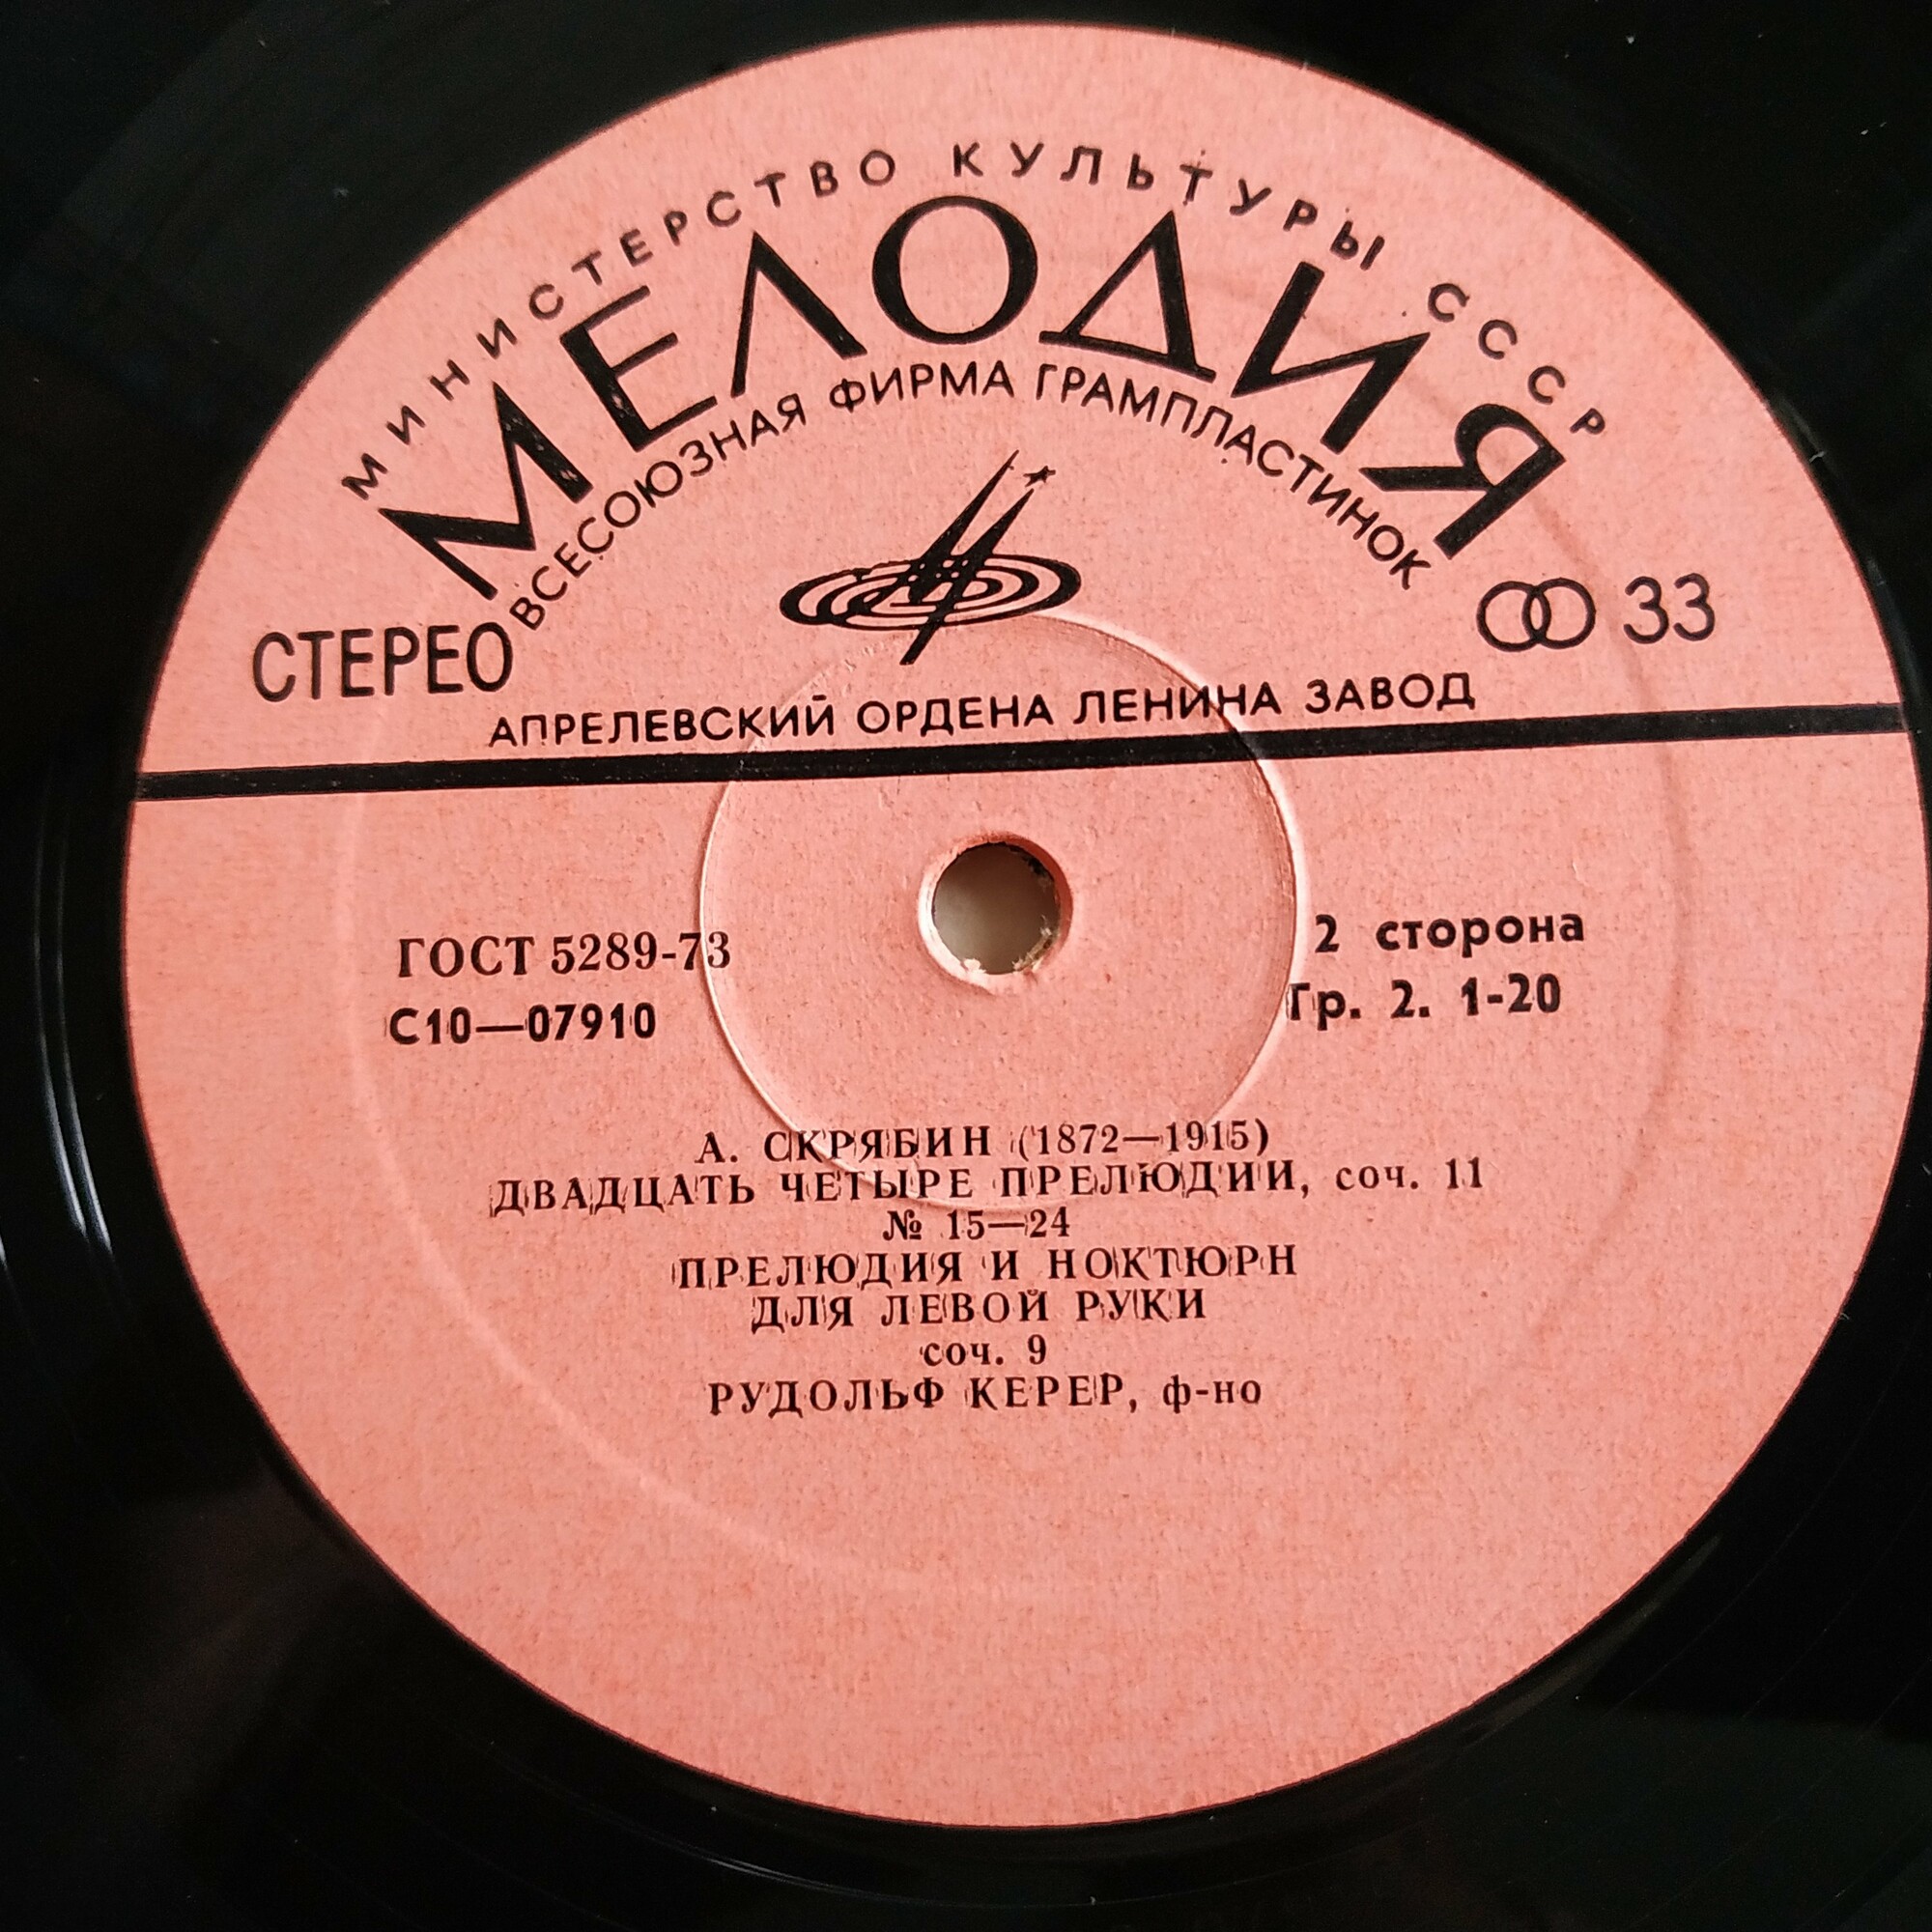 МИНИСТЕРСТВО КУЛЬТУРЫ СССР
МЕЛОДИЯ
ВСЕСОЮЗНАЯ ФИРМА ГРАМПЛАСТИНОК
СТЕРЕО
33
АПРЕЛЕВСКИЙ ОРДЕНА ЛЕНИНА ЗАВОД
ГОСТ 5289-73
С10—07910
2 сторона
Гр. 2. 1-20
А. СКРЯБИН (1872—1915)
ДВАДЦАТЬ ЧЕТЫРЕ ПРЕЛЮДИИ, соч. 11
№ 15—24
ПРЕЛЮДИЯ И НОКТЮРН
ДЛЯ ЛЕВОЙ РУКИ
соч. 9
РУДОЛЬФ КЕРЕР, ф-но